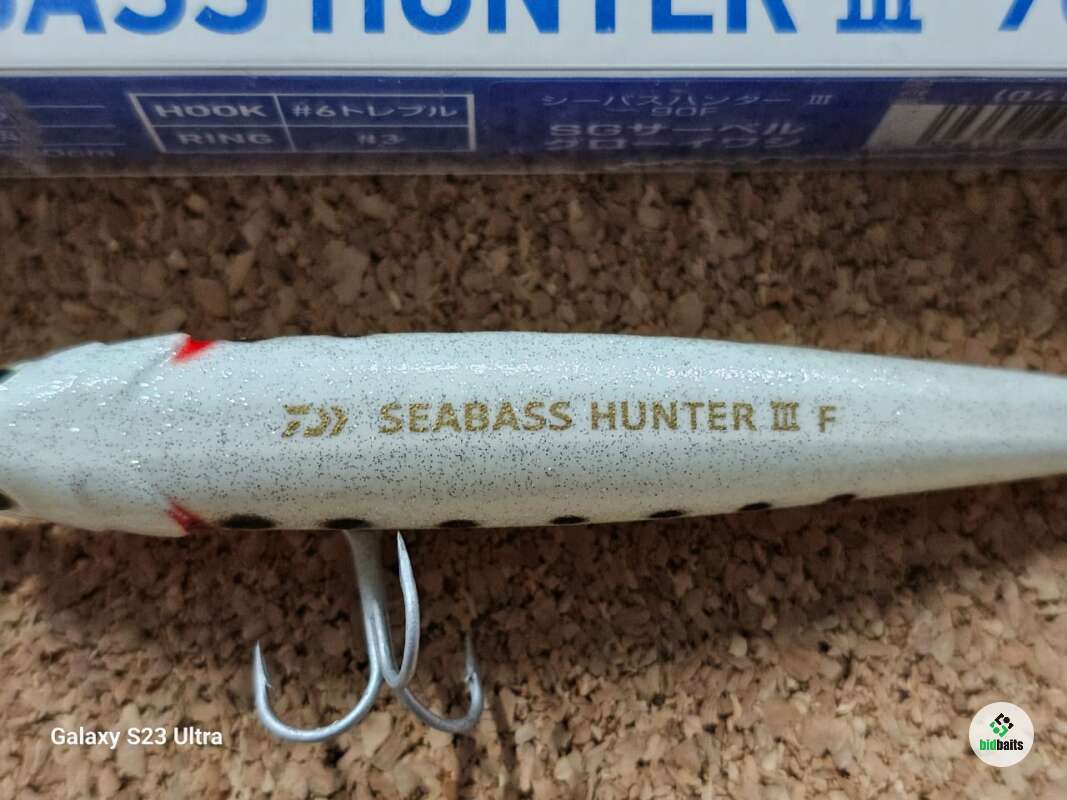 BASS HUNTER III
HOOK #6トレブル
RING #3
シーバスハンター III
90F
SGサーベル
グローイワシ
SEABASS HUNTER III F
Galaxy S23 Ultra
bidbaits